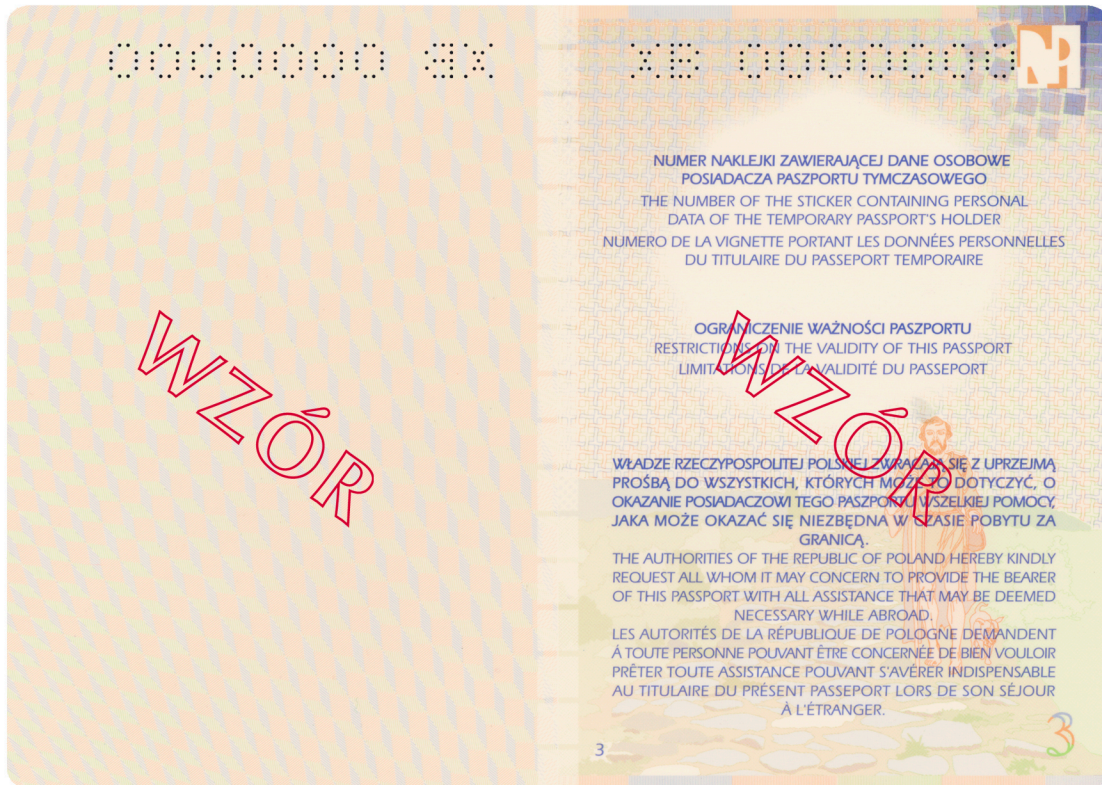 XB 0000000
WZÓR
XB 0000000
NUMER NAKLEJKI ZAWIERAJĄCEJ DANE OSOBOWE
POSIADACZA PASZPORTU TYMCZASOWEGO
THE NUMBER OF THE STICKER CONTAINING PERSONAL
DATA OF THE TEMPORARY PASSPORT'S HOLDER
NUMERO DE LA VIGNETTE PORTANT LES DONNÉES PERSONNELLES
DU TITULAIRE DU PASSEPORT TEMPORAIRE
OGRANICZENIE WAŻNOŚCI PASZPORTU
RESTRICTIONS ON THE VALIDITY OF THIS PASSPORT
LIMITATIONS DE LA VALIDITÉ DU PASSEPORT
WZÓR
WŁADZE RZECZYPOSPOLITEJ POLSKIEJ ZWRACAJĄ SIĘ Z UPRZEJMĄ
PROŚBĄ DO WSZYSTKICH, KTÓRYCH MOŻE TO DOTYCZYĆ, O
OKAZANIE POSIADACZOWI TEGO PASZPORTU WSZELKIEJ POMOCY,
JAKA MOŻE OKAZAĆ SIĘ NIEZBĘDNA W CZASIE POBYTU ZA
GRANICĄ.
THE AUTHORITIES OF THE REPUBLIC OF POLAND HEREBY KINDLY
REQUEST ALL WHOM IT MAY CONCERN TO PROVIDE THE BEARER
OF THIS PASSPORT WITH ALL ASSISTANCE THAT MAY BE DEEMED
NECESSARY WHILE ABROAD.
LES AUTORITÉS DE LA RÉPUBLIQUE DE POLOGNE DEMANDENT
À TOUTE PERSONNE POUVANT ÊTRE CONCERNÉE DE BIEN VOULOIR
PRÊTER TOUTE ASSISTANCE POUVANT S'AVÉRER INDISPENSABLE
AU TITULAIRE DU PRÉSENT PASSEPORT LORS DE SON SÉJOUR
À L'ÉTRANGER.
3
3